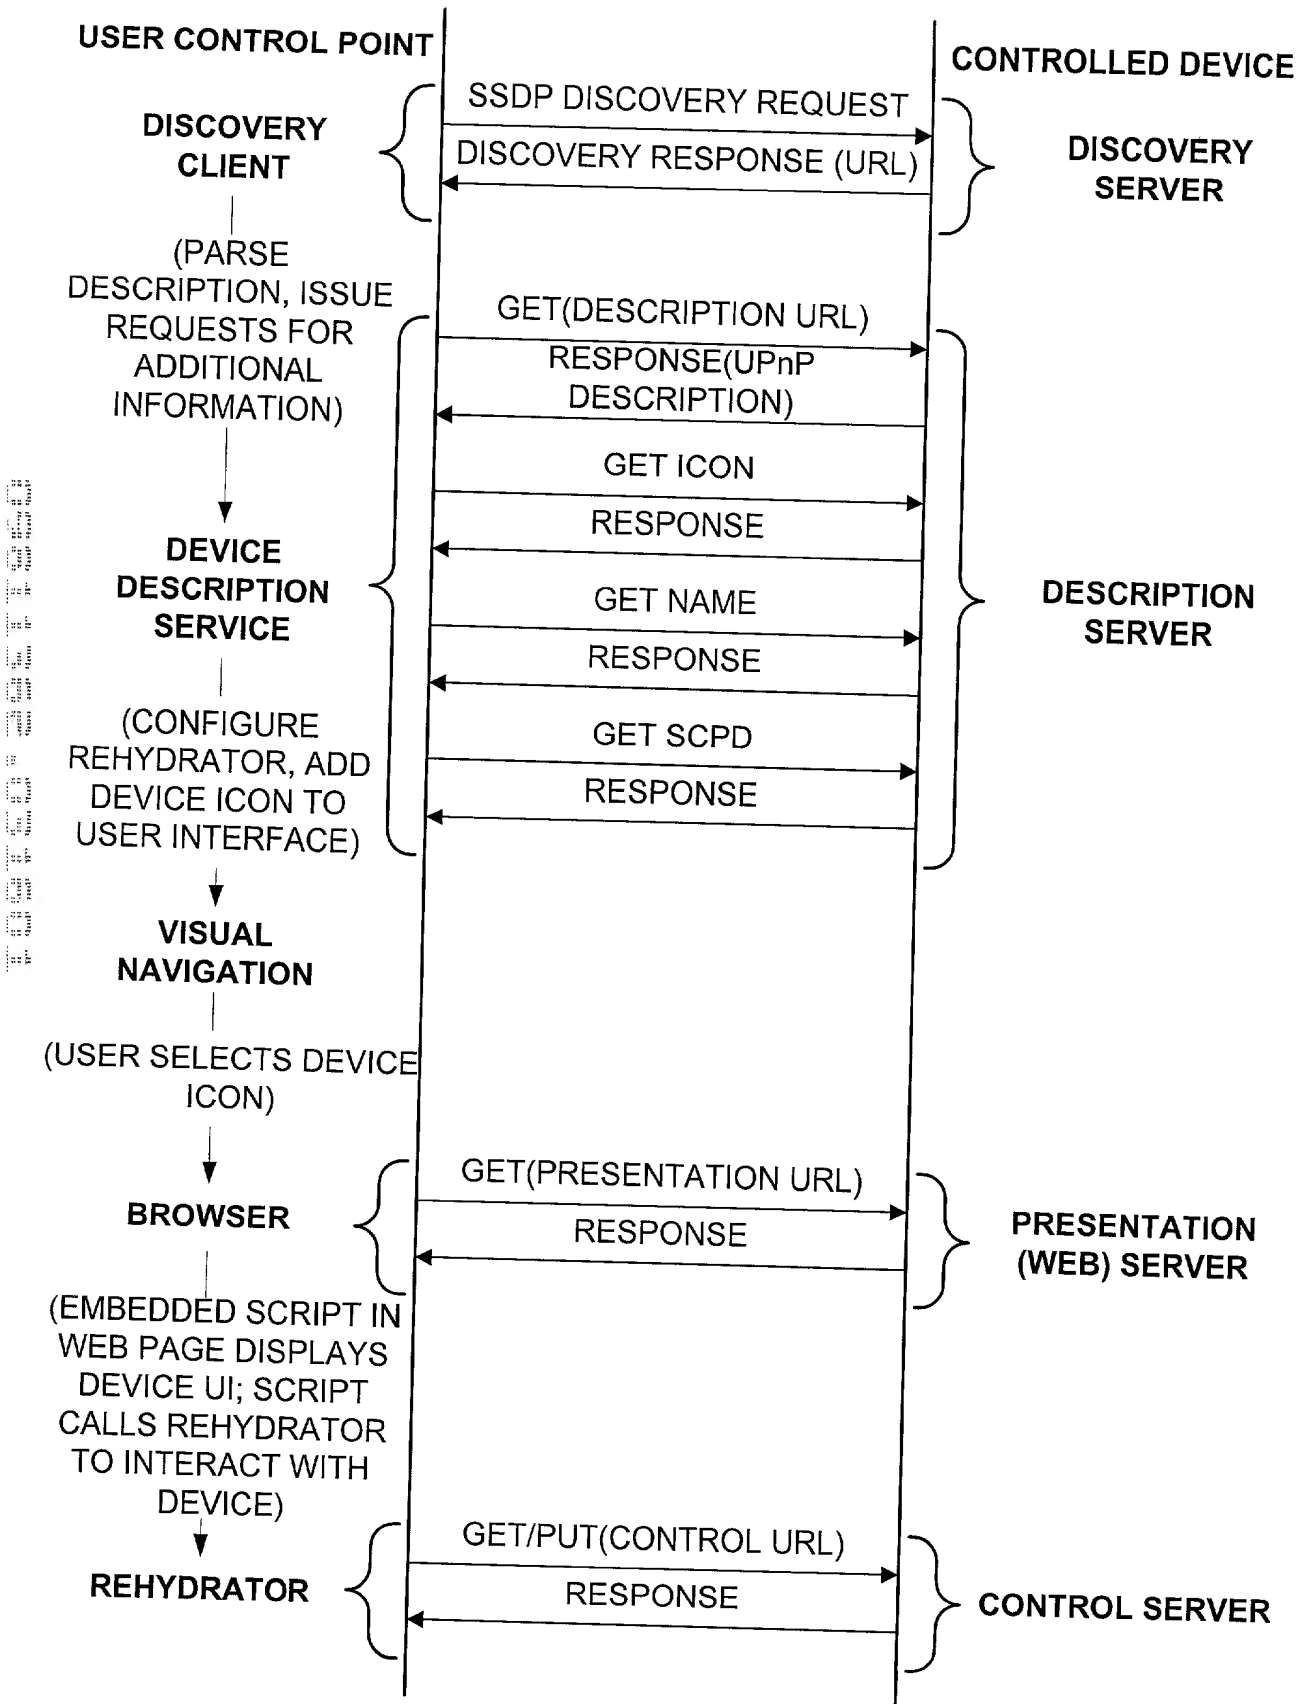 USER CONTROL POINT
CONTROLLED DEVICE
SSDP DISCOVERY REQUEST
DISCOVERY
CLIENT
DISCOVERY RESPONSE (URL)
DISCOVERY
SERVER
(PARSE
DESCRIPTION, ISSUE
REQUESTS FOR
ADDITIONAL
INFORMATION)
GET(DESCRIPTION URL)
RESPONSE(UPnP
DESCRIPTION)
GET ICON
RESPONSE
DEVICE
DESCRIPTION
SERVICE
GET NAME
RESPONSE
DESCRIPTION
SERVER
(CONFIGURE
REHYDRATOR, ADD
DEVICE ICON TO
USER INTERFACE)
GET SCPD
RESPONSE
VISUAL
NAVIGATION
(USER SELECTS DEVICE
ICON)
GET(PRESENTATION URL)
BROWSER
RESPONSE
PRESENTATION
(WEB) SERVER
(EMBEDDED SCRIPT IN
WEB PAGE DISPLAYS
DEVICE UI; SCRIPT
CALLS REHYDRATOR
TO INTERACT WITH
DEVICE)
GET/PUT(CONTROL URL)
REHYDRATOR
RESPONSE
CONTROL SERVER